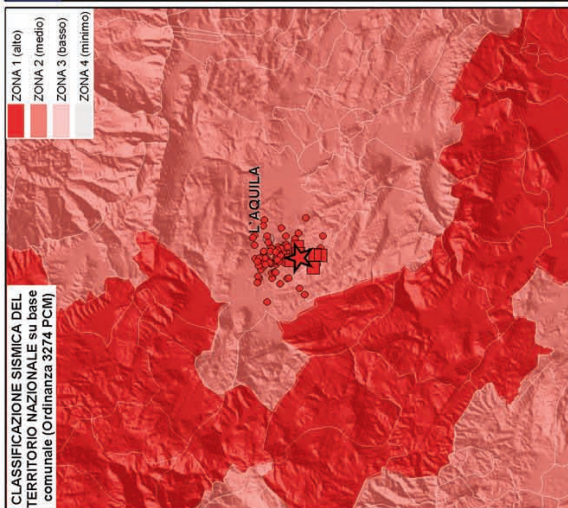 CLASSIFICAZIONE SISMICA DEL
TERRITORIO NAZIONALE su base
comunale (Ordinanza 3274 PCM)
ZONA 1 (alto)
ZONA 2 (medio)
ZONA 3 (basso)
ZONA 4 (minimo)
L'AQUILA